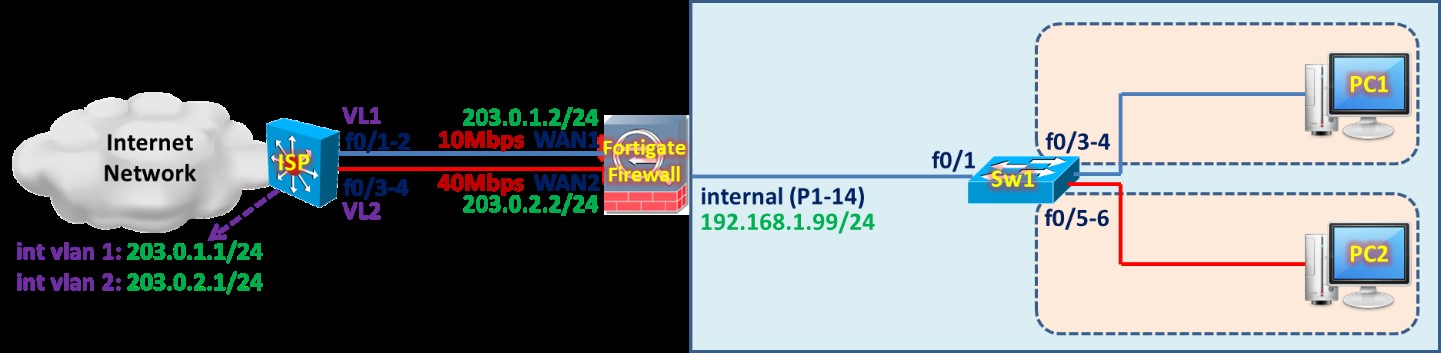 Internet
Network
ISP
VL1
f0/1-2
f0/3-4
VL2
int vlan 1: 203.0.1.1/24
int vlan 2: 203.0.2.1/24
203.0.1.2/24
10Mbps WAN1
40Mbps WAN2
203.0.2.2/24
Fortigate
Firewall
internal (P1-14)
192.168.1.99/24
f0/1
Sw1
f0/3-4
f0/5-6
PC1
PC2